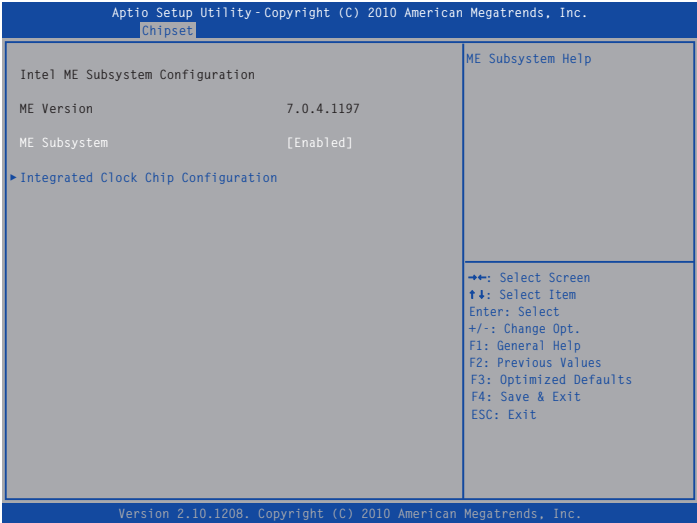 Aptio Setup Utility - Copyright (C) 2010 American Megatrends, Inc.
Chipset
Intel ME Subsystem Configuration
ME Version 7.0.4.1197
ME Subsystem [Enabled]
▸Integrated Clock Chip Configuration
ME Subsystem Help
→←: Select Screen
↑↓: Select Item
Enter: Select
+/-: Change Opt.
F1: General Help
F2: Previous Values
F3: Optimized Defaults
F4: Save & Exit
ESC: Exit
Version 2.10.1208. Copyright (C) 2010 American Megatrends, Inc.